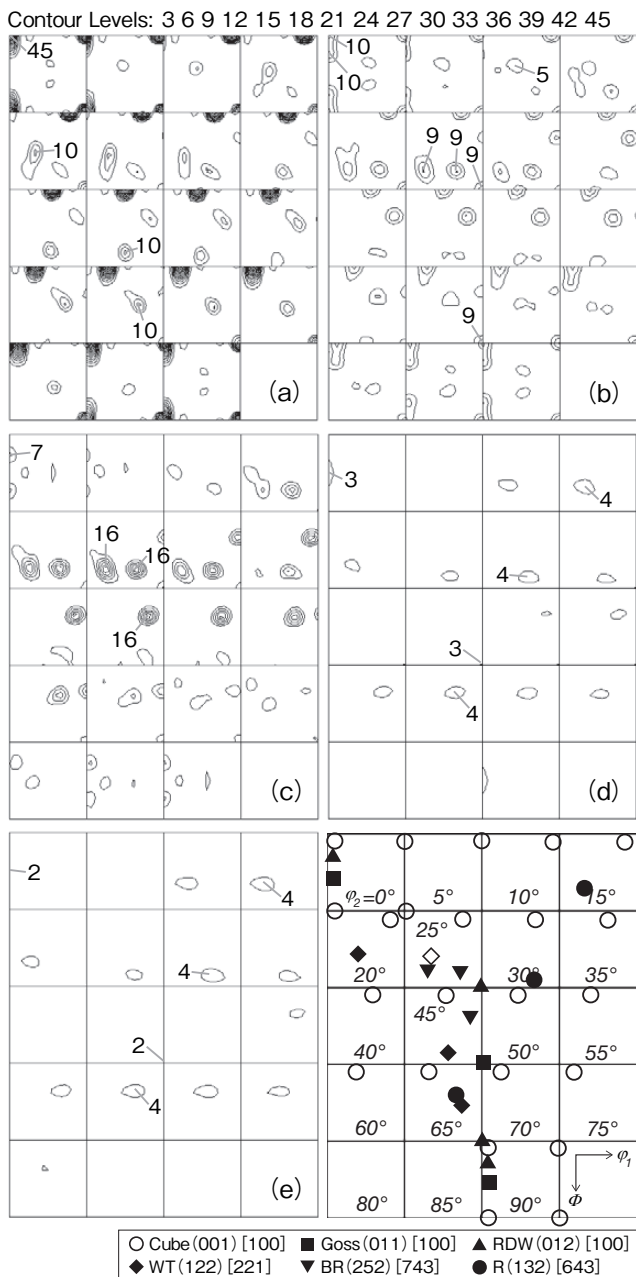 Contour Levels: 3 6 9 12 15 18 21 24 27 30 33 36 39 42 45
45
10
10
10
(a)
10
10
5
9
9
9
9
(b)
7
16
16
16
(c)
3
4
4
3
4
(d)
2
4
4
2
4
(e)
φ2=0° 5° 10° 15°
25°
20° 30° 35°
45°
40° 50° 55°
60° 65° 70° 75°
80° 85° 90°
φ1
Φ
Cube(001)[100] Goss(011)[100] RDW(012)[100]
WT(122)[221] BR(252)[743] R(132)[643]